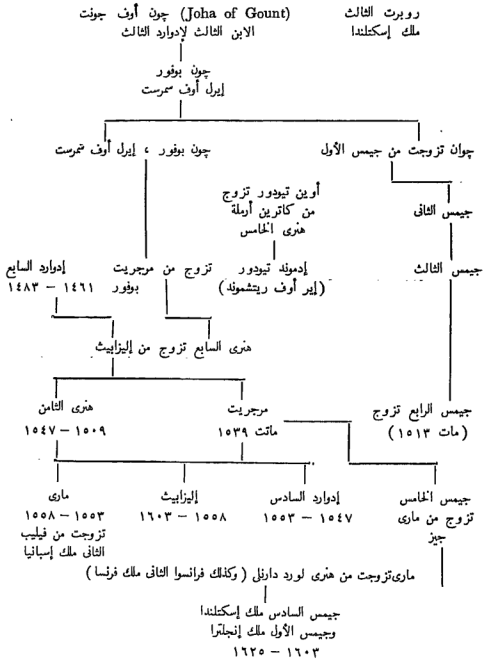 روبرت الثالث
ملك إسكتلندا
(Joha of Gount) چون أوف جونت
الابن الثالث لإدوارد الثالث
چون بوفور
إيرل أوف سمرست
چوان تزوجت من جيمس الأول
چون بوفور ، إيرل أوف سمرست
أوين تيودور تزوج
من كاترين أرملة
هنرى الخامس
جيمس الثانى
جيمس الثالث
إدموند تيودور
(إير أوف ريتشموند)
تزوج من مرجريت
بوفور
إدوارد السابع
١٤٦١ – ١٤٨٣
هنرى السابع تزوج من إليزابيث
جيمس الرابع تزوج
(مات ١٥١٣)
مرجريت
ماتت ١٥٣٩
هنرى الثامن
١٥٠٩ – ١٥٤٧
جيمس الخامس
تزوج من مارى
جيز
إدوارد السادس
١٥٤٧ – ١٥٥٣
إليزابيث
١٥٥٨ – ١٦٠٣
مارى
١٥٥٣ – ١٥٥٨
تزوجت من فيليب
الثانى ملك إسبانيا
مارى تزوجت من هنرى لورد دارنلى (وكذلك فرانسوا الثانى ملك فرنسا)
جيمس السادس ملك إسكتلندا
وجيمس الأول ملك إنجلترا
١٦٠٣ – ١٦٢٥